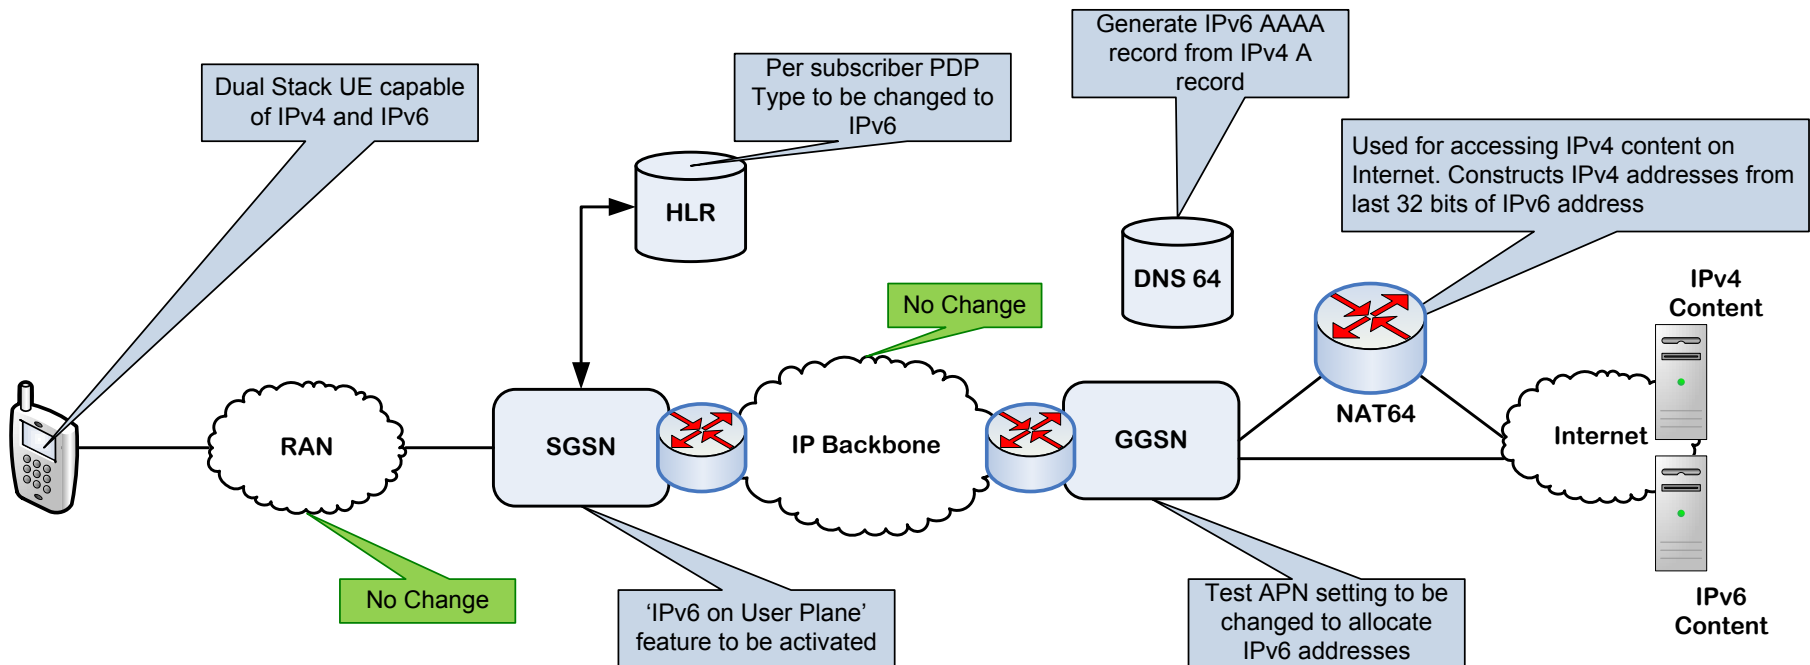 Generate IPv6 AAAA
record from IPv4 A
record
Per subscriber PDP
Type to be changed to
IPv6
Dual Stack UE capable
of IPv4 and IPv6
Used for accessing IPv4 content on
Internet. Constructs IPv4 addresses from
last 32 bits of IPv6 address
HLR
DNS 64
IPv4
Content
No Change
NAT64
RAN
SGSN
IP Backbone
GGSN
Internet
No Change
‘IPv6 on User Plane’
feature to be activated
Test APN setting to be
changed to allocate
IPv6 addresses
IPv6
Content